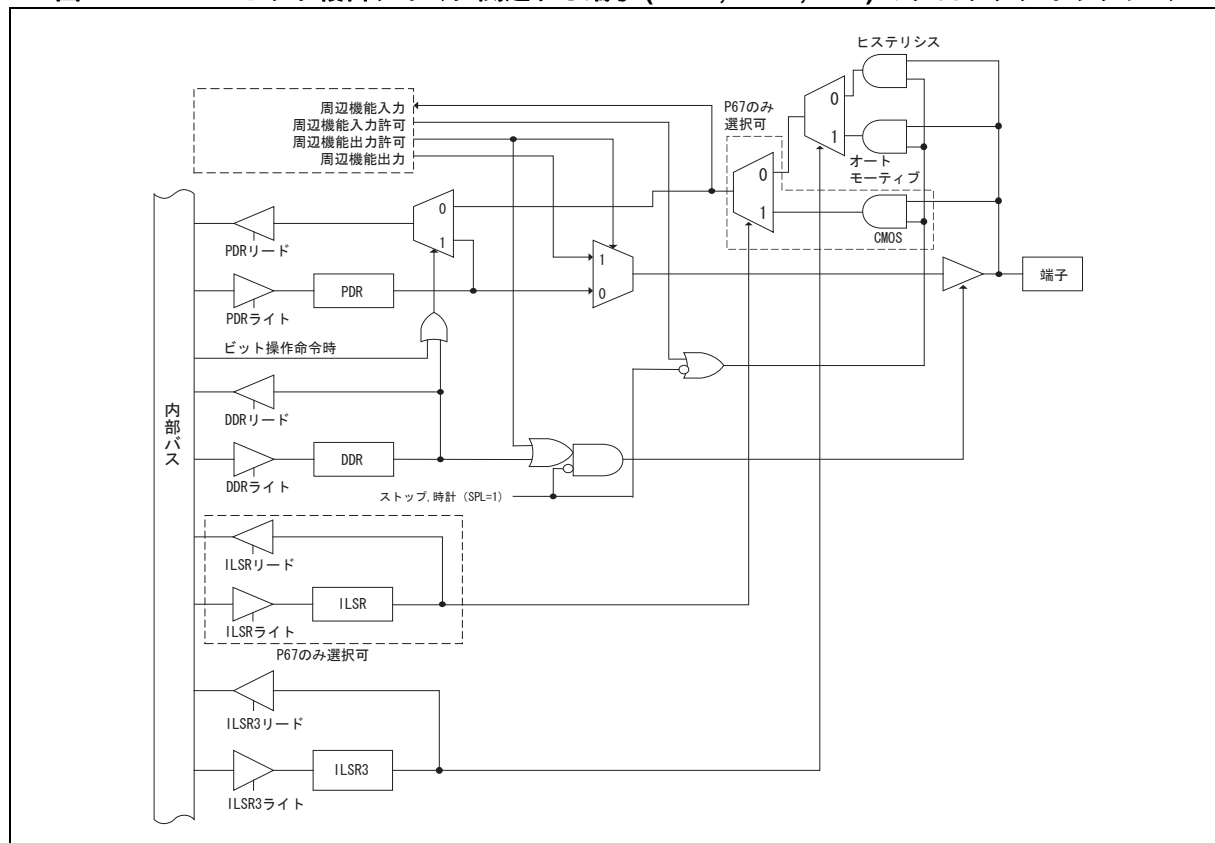 ヒステリシス
0
1
オート
モーティブ
P67のみ
選択可
0
1
CMOS
周辺機能入力
周辺機能入力許可
周辺機能出力許可
周辺機能出力
0
1
PDRリード
1
0
端子
PDR
PDRライト
ビット操作命令時
内部バス
DDRリード
DDR
DDRライト
ストップ,時計 (SPL=1)
ILSRリード
ILSR
ILSRライト
P67のみ選択可
ILSR3リード
ILSR3
ILSR3ライト